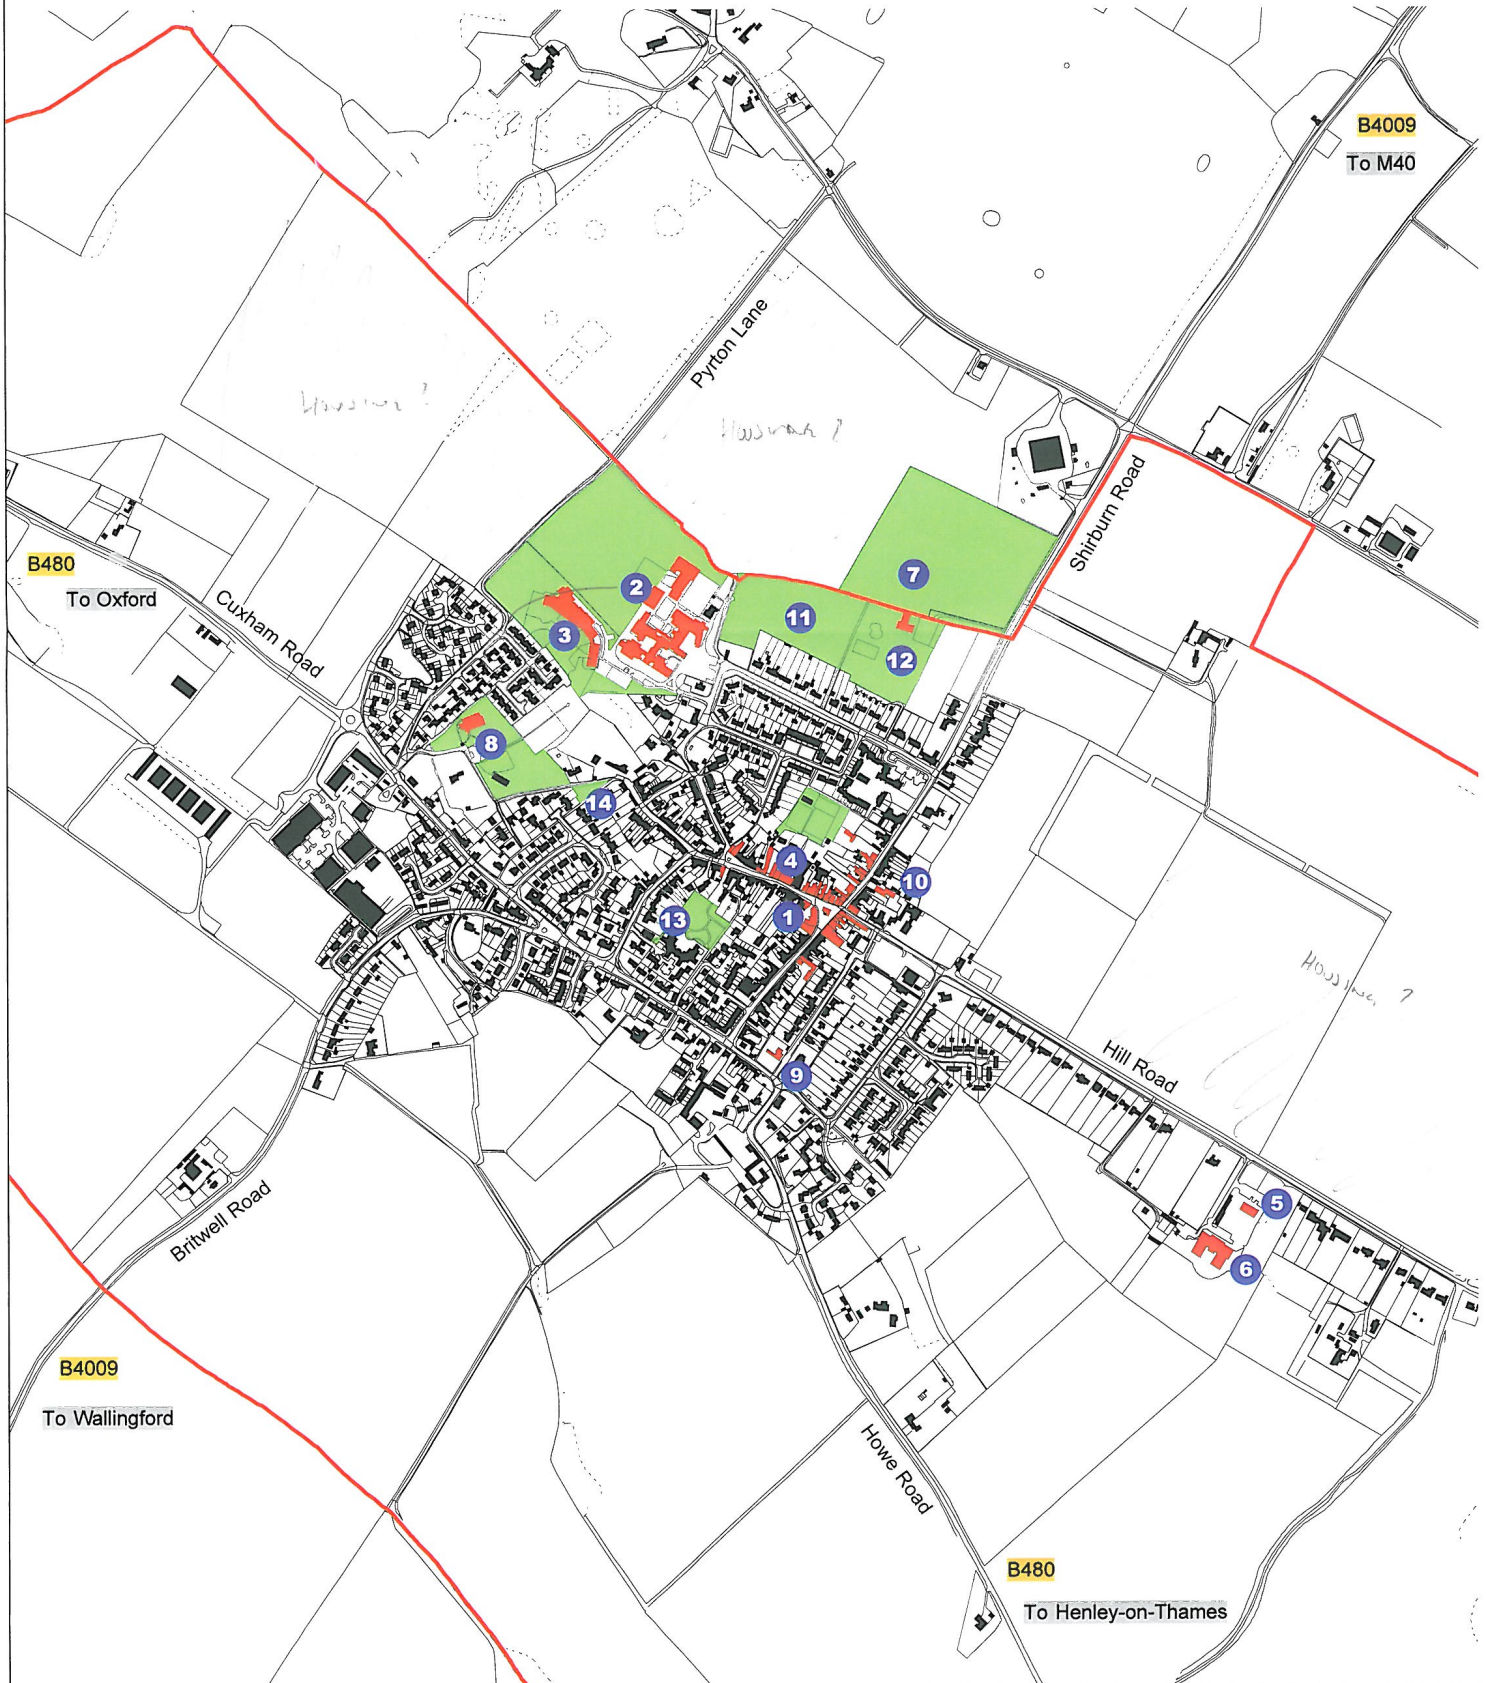 B4009
To M40
Pyrton Lane
Housing ?
Housing ?
Shirburn Road
B480
To Oxford
Cuxham Road
7
2
11
3
12
8
14
4
10
1
13
Housing ?
Hill Road
9
5
6
Britwell Road
B4009
To Wallingford
Howe Road
B480
To Henley-on-Thames